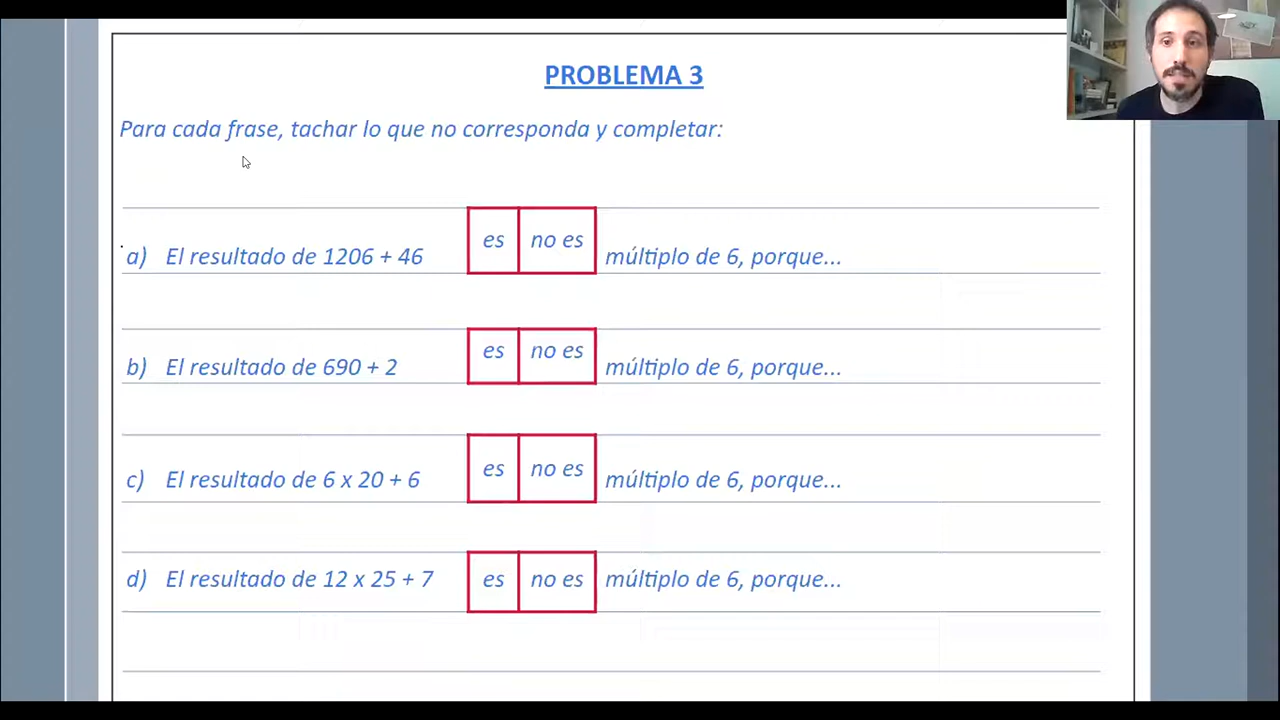 PROBLEMA 3
Para cada frase, tachar lo que no corresponda y completar:
a) El resultado de 1206 + 46 es no es múltiplo de 6, porque...
b) El resultado de 690 + 2 es no es múltiplo de 6, porque...
c) El resultado de 6 x 20 + 6 es no es múltiplo de 6, porque...
d) El resultado de 12 x 25 + 7 es no es múltiplo de 6, porque...